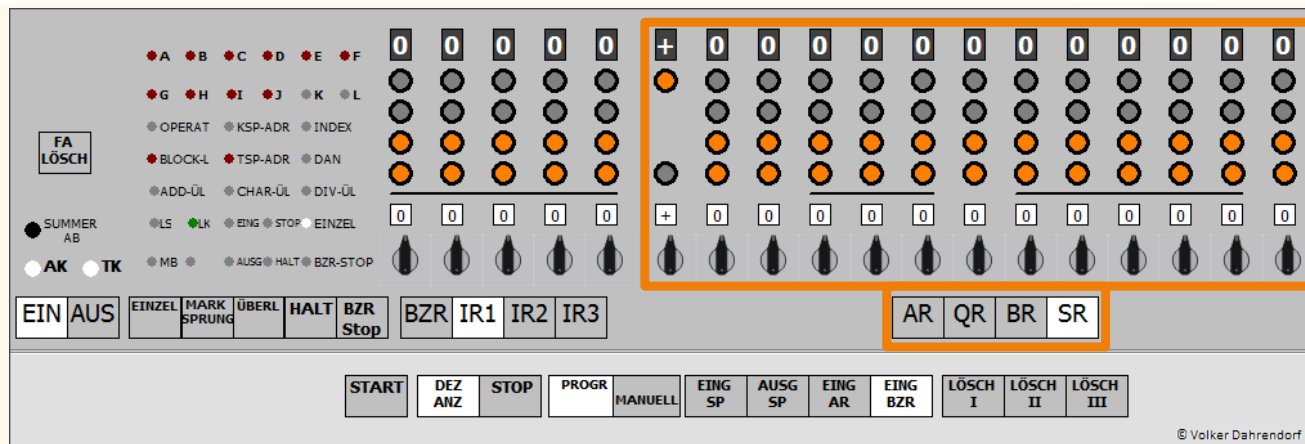 0 0 0 0 0 + 0 0 0 0 0 0 0 0 0 0 0 0
A B C D E F
G H I J K L
OPERAT KSP-ADR INDEX
FA
LÖSCH
BLOCK-L TSP-ADR DAN
ADD-ÜL CHAR-ÜL DIV-ÜL
0 0 0 0 0 + 0 0 0 0 0 0 0 0 0 0 0 0
SUMMER
AB
LS LK EING STOP EINZEL
AK TK
MB AUSG HALT BZR-STOP
EIN AUS
EINZEL
MARK
SPRUNG
ÜBERL
HALT
BZR
Stop
BZR IR1 IR2 IR3
AR QR BR SR
START
DEZ
ANZ
STOP
PROGR
MANUELL
EING
SP
AUSG
SP
EING
AR
EING
BZR
LÖSCH
I
LÖSCH
II
LÖSCH
III
© Volker Dahrendorf